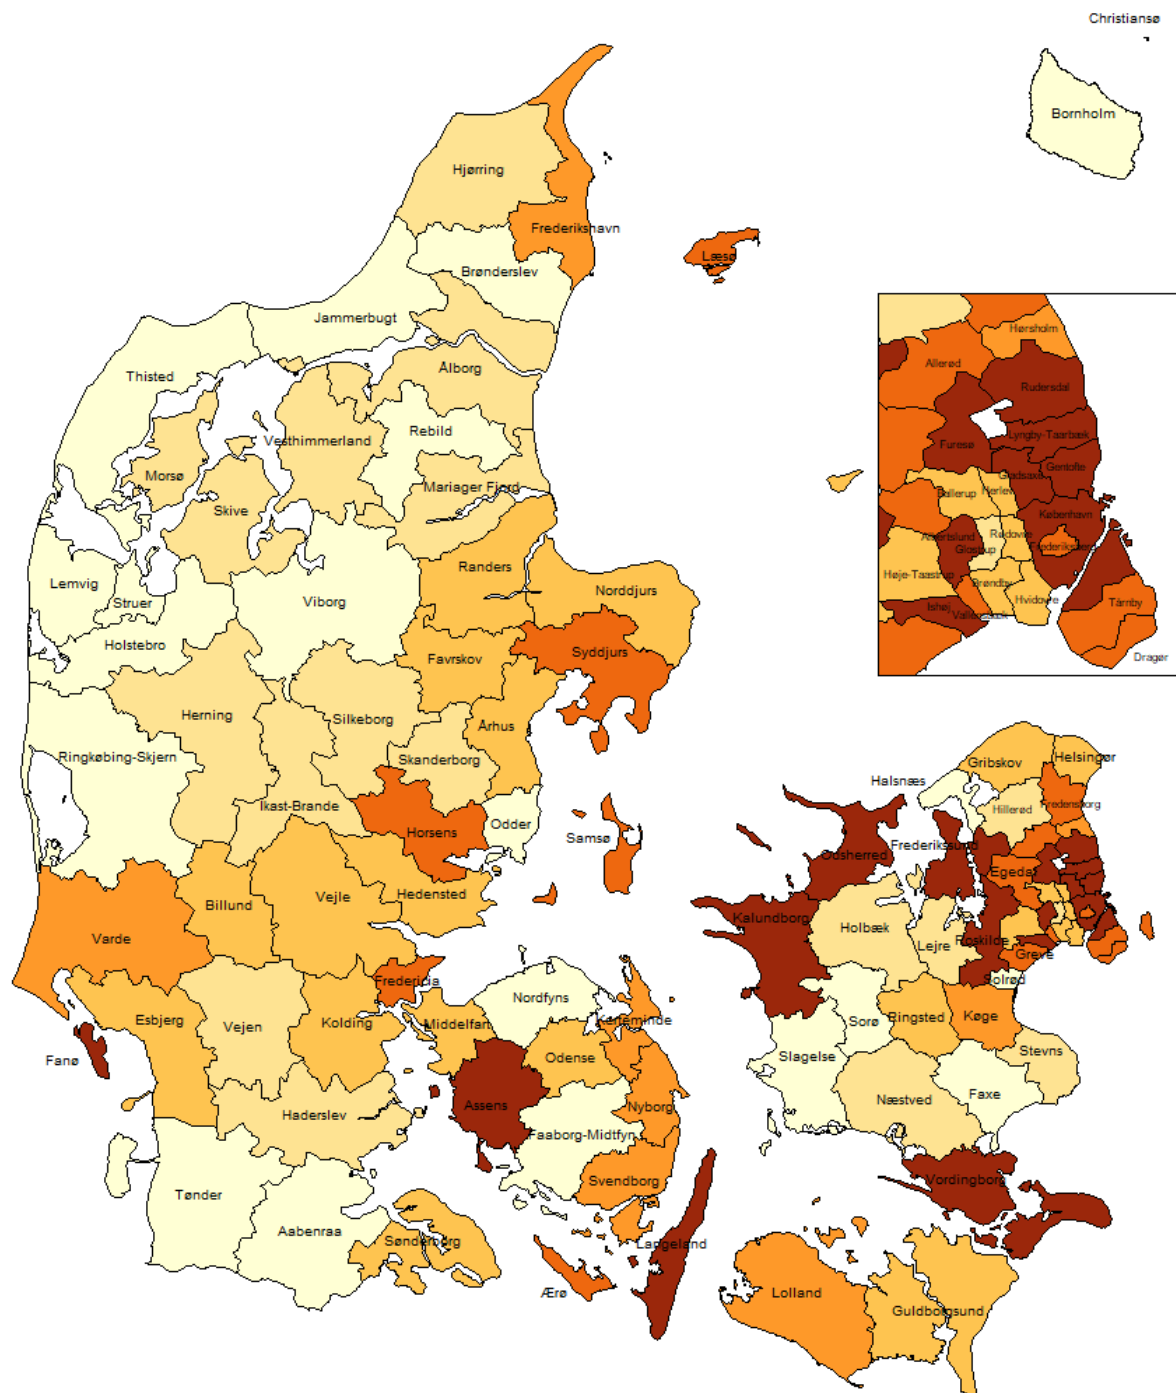 Christiansø
Bornholm
Hjørring
Frederikshavn
Læsø
Brønderslev
Jammerbugt
Thisted
Ålborg
Rebild
Vesthimmerland
Morsø
Mariager Fjord
Skive
Hørsholm
Allerød
Rudersdal
Furesø
Lyngby-Taarbæk
Gentofte
Gladsaxe
Ballerup
Herlev
København
Albertslund
Rødovre
Glostrup
Frederiksberg
Høje-Taastrup
Brøndby
Hvidovre
Ishøj
Vallensbæk
Tårnby
Dragør
Lemvig
Struer
Viborg
Randers
Norddjurs
Holstebro
Favrskov
Syddjurs
Herning
Silkeborg
Århus
Ringkøbing-Skjern
Skanderborg
Ikast-Brande
Horsens
Odder
Samsø
Gribskov
Helsingør
Halsnæs
Hillerød
Fredensborg
Odsherred
Frederikssund
Egedal
Hedensted
Vejle
Billund
Varde
Kalundborg
Holbæk
Lejre
Roskilde
Greve
Solrød
Fredericia
Nordfyns
Esbjerg
Vejen
Kolding
Middelfart
Kerteminde
Odense
Sorø
Ringsted
Køge
Stevns
Fanø
Slagelse
Næstved
Faxe
Assens
Nyborg
Haderslev
Faaborg-Midtfyn
Svendborg
Vordingborg
Tønder
Aabenraa
Sønderborg
Langeland
Ærø
Lolland
Guldborgsund